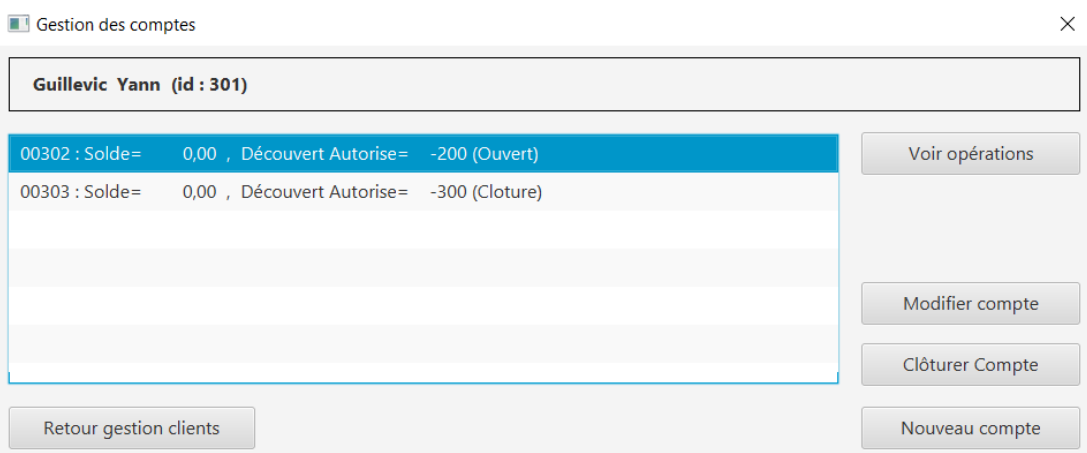 Gestion des comptes
Guillevic Yann (id : 301)
00302 : Solde= 0,00 , Découvert Autorise= -200 (Ouvert)
00303 : Solde= 0,00 , Découvert Autorise= -300 (Cloture)
Voir opérations
Modifier compte
Clôturer Compte
Retour gestion clients
Nouveau compte